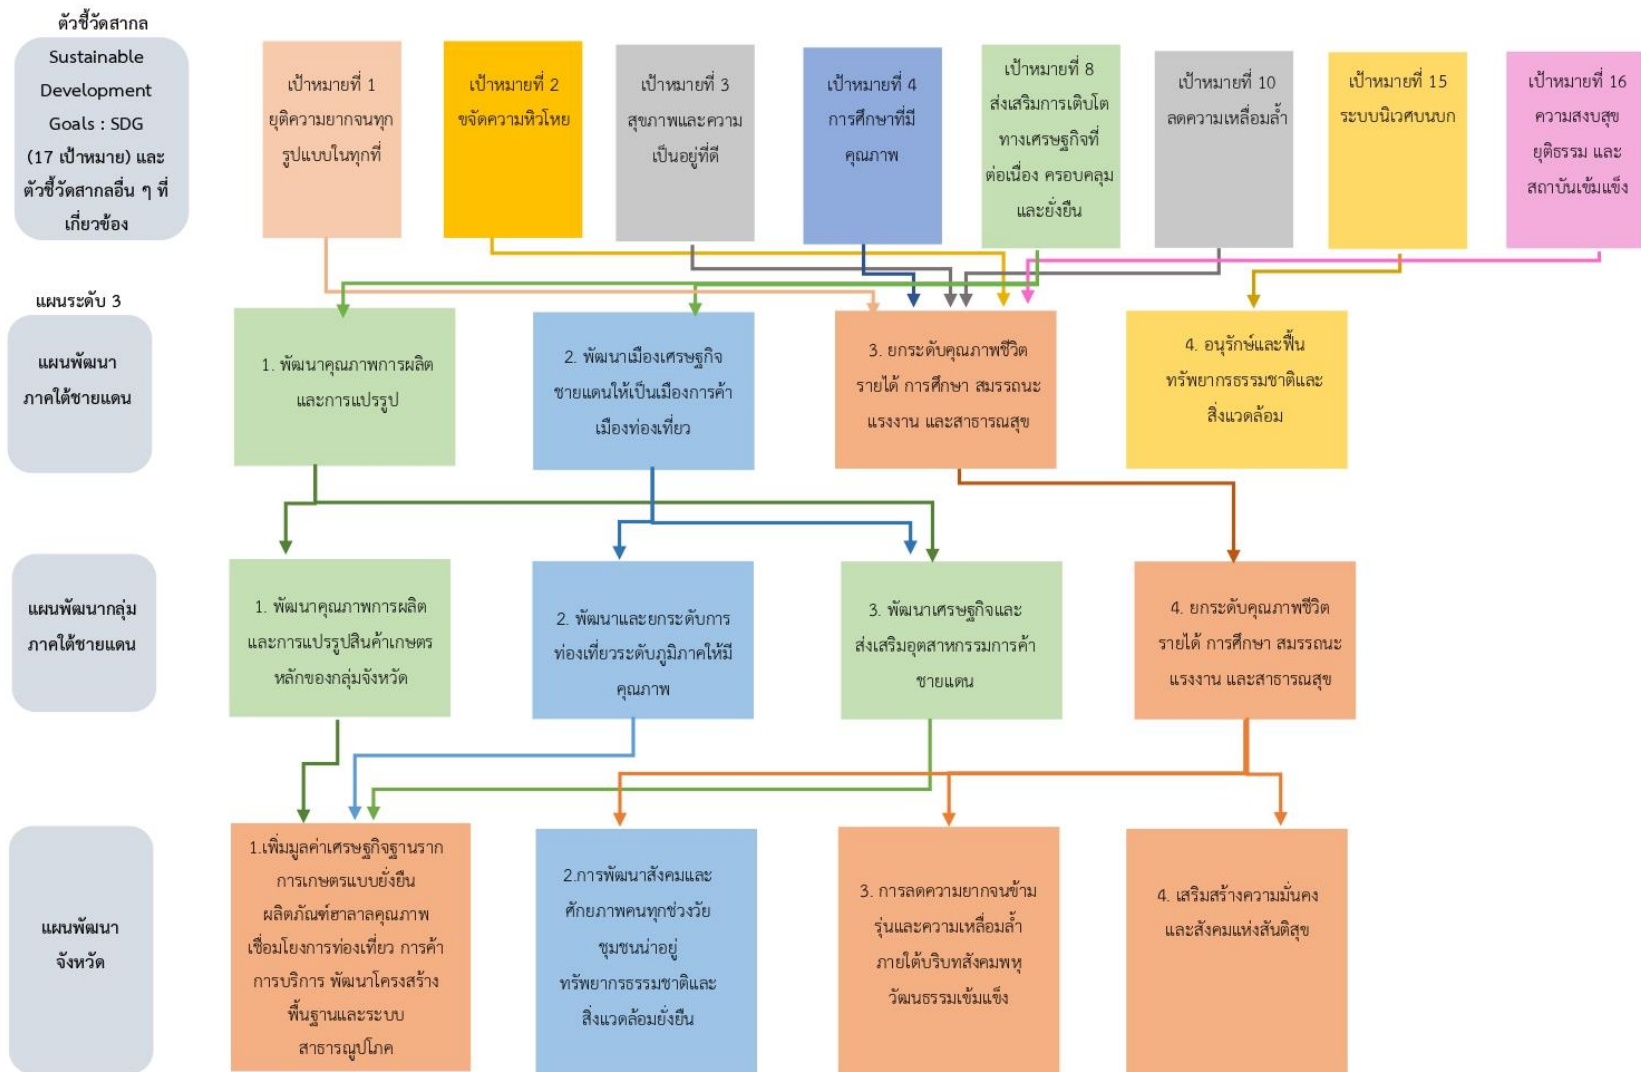 ตัวชี้วัดสากล
Sustainable
Development
Goals : SDG
(17 เป้าหมาย) และ
ตัวชี้วัดสากลอื่น ๆ ที่
เกี่ยวข้อง
เป้าหมายที่ 1
ยุติความยากจนทุก
รูปแบบในทุกที่
เป้าหมายที่ 2
ขจัดความหิวโหย
เป้าหมายที่ 3
สุขภาพและความ
เป็นอยู่ที่ดี
เป้าหมายที่ 4
การศึกษาที่มี
คุณภาพ
เป้าหมายที่ 8
ส่งเสริมการเติบโต
ทางเศรษฐกิจที่
ต่อเนื่อง ครอบคลุม
และยั่งยืน
เป้าหมายที่ 10
ลดความเหลื่อมล้ำ
เป้าหมายที่ 15
ระบบนิเวศบนบก
เป้าหมายที่ 16
ความสงบสุข
ยุติธรรม และ
สถาบันเข้มแข็ง
แผนระดับ 3
แผนพัฒนา
ภาคใต้ชายแดน
1. พัฒนาคุณภาพการผลิต
และการแปรรูป
2. พัฒนาเมืองเศรษฐกิจ
ชายแดนให้เป็นเมืองการค้า
เมืองท่องเที่ยว
3. ยกระดับคุณภาพชีวิต
รายได้ การศึกษา สมรรถนะ
แรงงาน และสาธารณสุข
4. อนุรักษ์และฟื้น
ทรัพยากรธรรมชาติและ
สิ่งแวดล้อม
แผนพัฒนากลุ่ม
ภาคใต้ชายแดน
1. พัฒนาคุณภาพการผลิต
และการแปรรูปสินค้าเกษตร
หลักของกลุ่มจังหวัด
2. พัฒนาและยกระดับการ
ท่องเที่ยวระดับภูมิภาคให้มี
คุณภาพ
3. พัฒนาเศรษฐกิจและ
ส่งเสริมอุตสาหกรรมการค้า
ชายแดน
4. ยกระดับคุณภาพชีวิต
รายได้ การศึกษา สมรรถนะ
แรงงาน และสาธารณสุข
แผนพัฒนา
จังหวัด
1.เพิ่มมูลค่าเศรษฐกิจฐานราก
การเกษตรแบบยั่งยืน
ผลิตภัณฑ์ฮาลาลคุณภาพ
เชื่อมโยงการท่องเที่ยว การค้า
การบริการ พัฒนาโครงสร้าง
พื้นฐานและระบบ
สาธารณูปโภค
2.การพัฒนาสังคมและ
ศักยภาพคนทุกช่วงวัย
ชุมชนน่าอยู่
ทรัพยากรธรรมชาติและ
สิ่งแวดล้อมยั่งยืน
3. การลดความยากจนข้าม
รุ่นและความเหลื่อมล้ำ
ภายใต้บริบทสังคมพหุ
วัฒนธรรมเข้มแข็ง
4. เสริมสร้างความมั่นคง
และสังคมแห่งสันติสุข